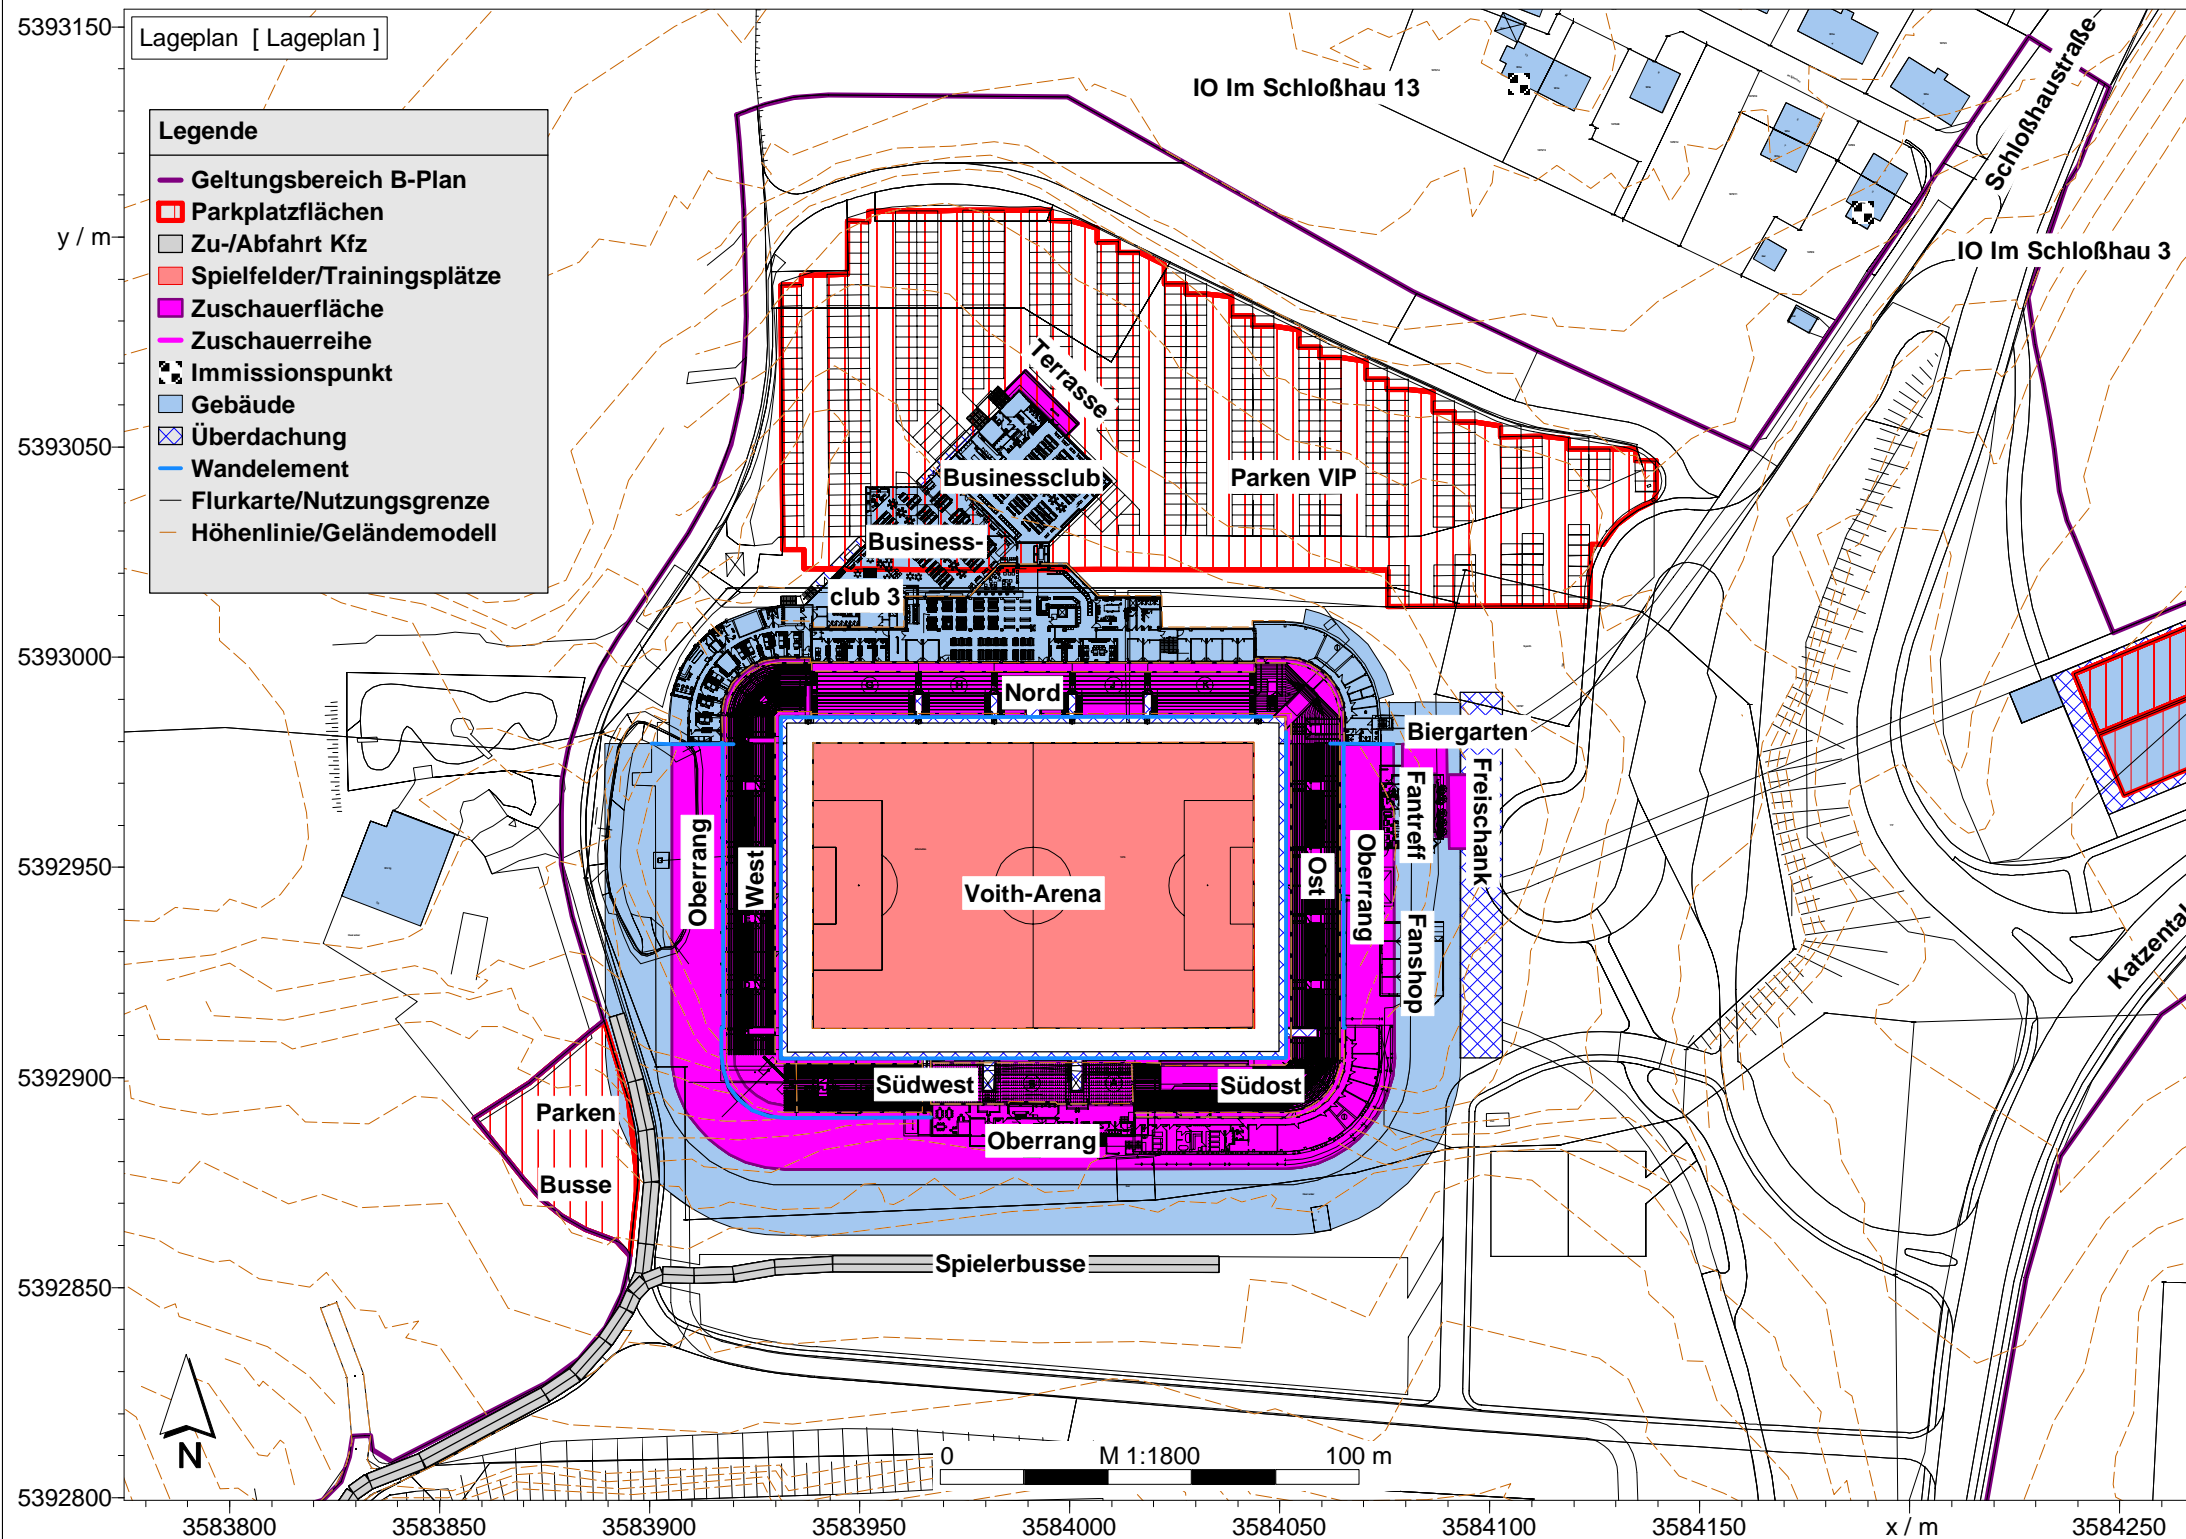 Lageplan [ Lageplan ]
Legende
Geltungsbereich B-Plan
Parkplatzflächen
Zu-/Abfahrt Kfz
Spielfelder/Trainingsplätze
Zuschauerfläche
Zuschauerreihe
Immissionspunkt
Gebäude
Überdachung
Wandelement
Flurkarte/Nutzungsgrenze
Höhenlinie/Geländemodell
5393150
y / m
5393050
5393000
5392950
5392900
5392850
5392800
IO Im Schloßhau 13
Schloßhaustraße
IO Im Schloßhau 3
Terrasse
Businessclub
Parken VIP
Business-
club 3
Nord
Biergarten
Freischank
Fantreff
Oberrang
West
Voith-Arena
Ost
Oberrang
Fanshop
Katzental
Südwest
Südost
Oberrang
Parken
Busse
Spielerbusse
N
0 M 1:1800 100 m
3583800 3583850 3583900 3583950 3584000 3584050 3584100 3584150 x / m 3584250